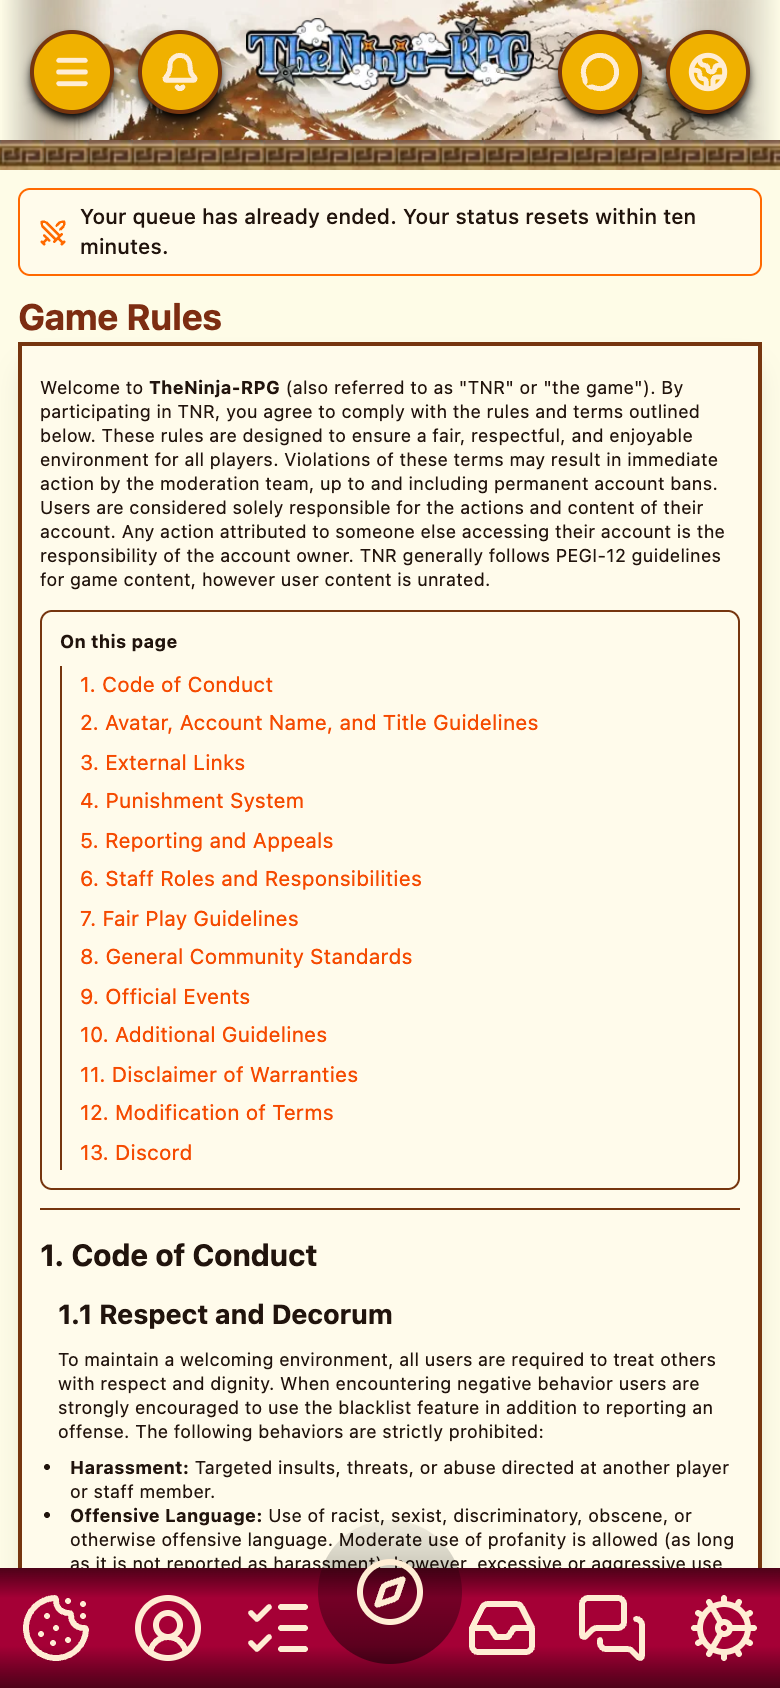 TheNinja-RPG
Your queue has already ended. Your status resets within ten
minutes.
Game Rules
Welcome to TheNinja-RPG (also referred to as "TNR" or "the game"). By
participating in TNR, you agree to comply with the rules and terms outlined
below. These rules are designed to ensure a fair, respectful, and enjoyable
environment for all players. Violations of these terms may result in immediate
action by the moderation team, up to and including permanent account bans.
Users are considered solely responsible for the actions and content of their
account. Any action attributed to someone else accessing their account is the
responsibility of the account owner. TNR generally follows PEGI-12 guidelines
for game content, however user content is unrated.
On this page
1. Code of Conduct
2. Avatar, Account Name, and Title Guidelines
3. External Links
4. Punishment System
5. Reporting and Appeals
6. Staff Roles and Responsibilities
7. Fair Play Guidelines
8. General Community Standards
9. Official Events
10. Additional Guidelines
11. Disclaimer of Warranties
12. Modification of Terms
13. Discord
1. Code of Conduct
1.1 Respect and Decorum
To maintain a welcoming environment, all users are required to treat others
with respect and dignity. When encountering negative behavior users are
strongly encouraged to use the blacklist feature in addition to reporting an
offense. The following behaviors are strictly prohibited:
• Harassment: Targeted insults, threats, or abuse directed at another player
or staff member.
• Offensive Language: Use of racist, sexist, discriminatory, obscene, or
otherwise offensive language. Moderate use of profanity is allowed (as long
as it is not reported as harassment), however, excessive or aggressive use